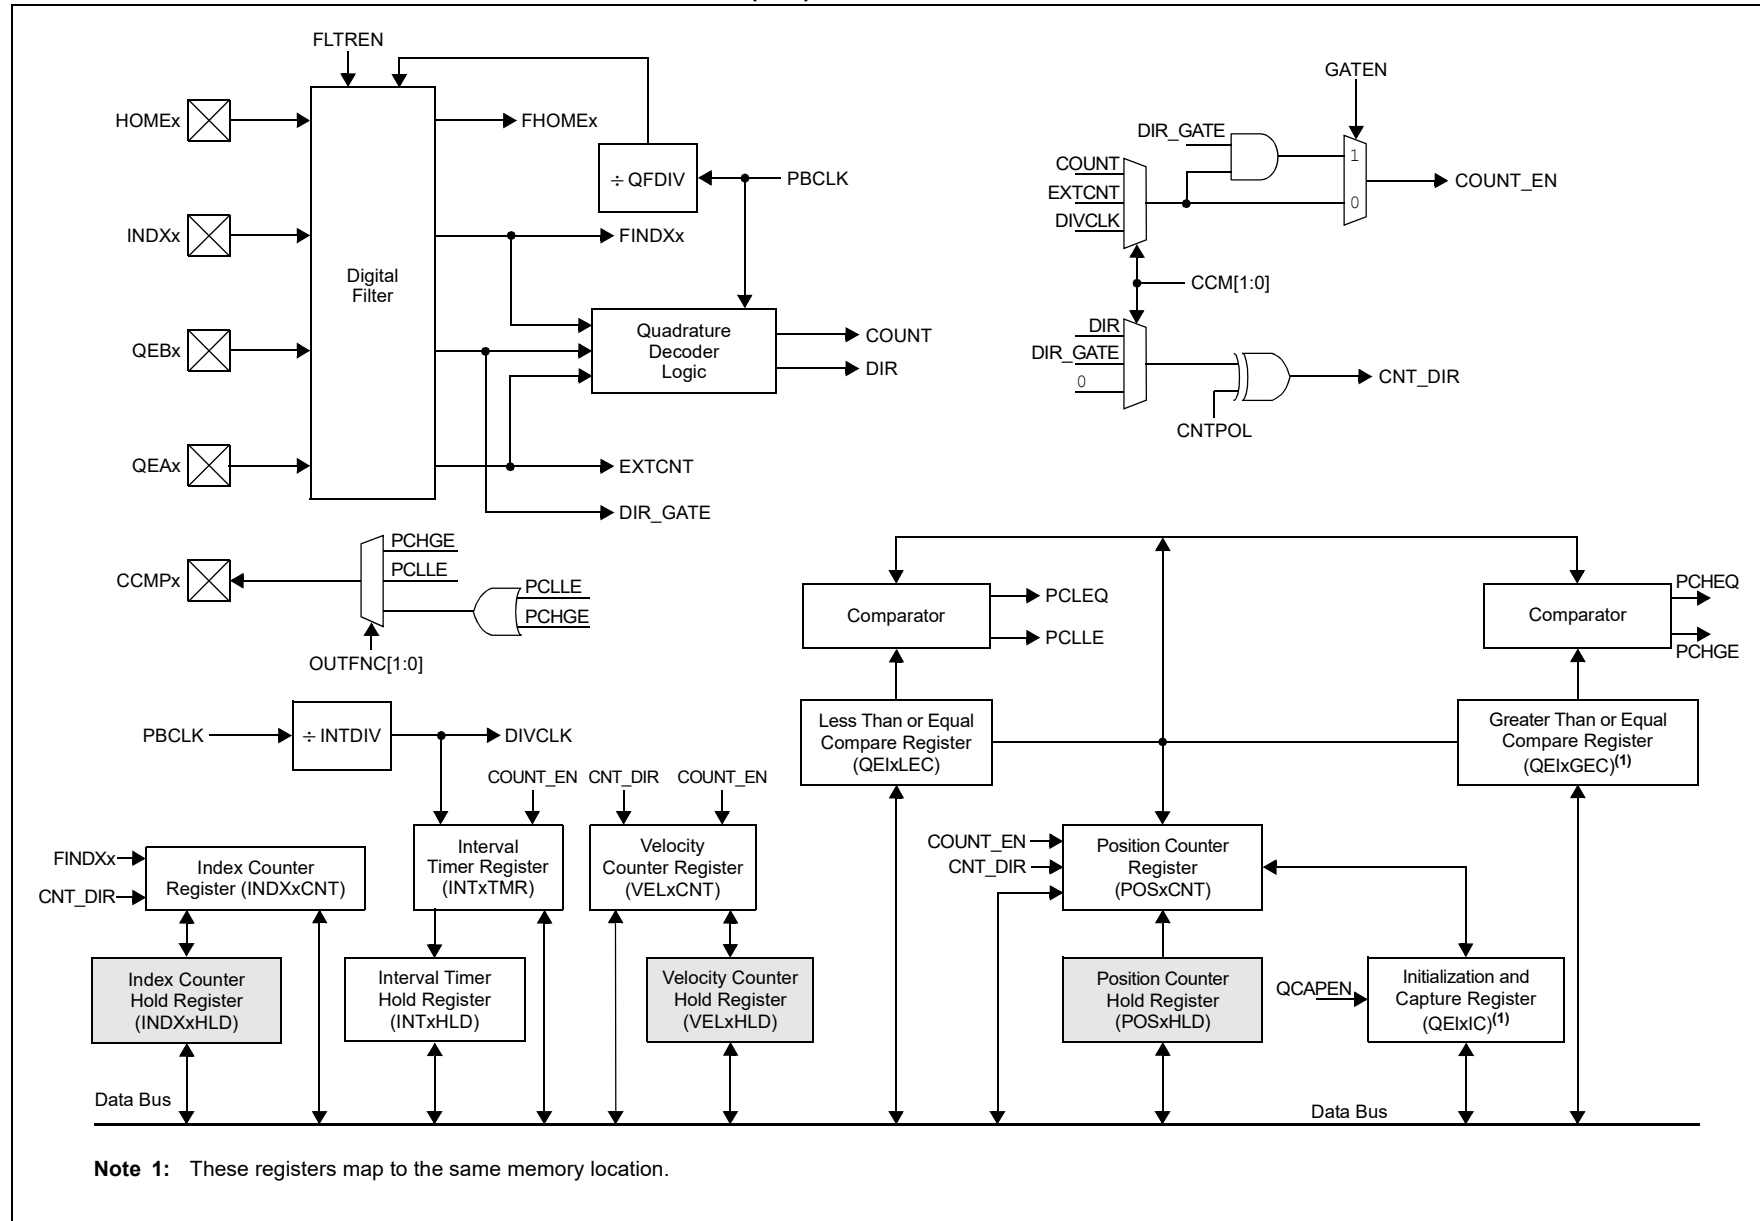 FLTREN
HOMEx
FHOMEx
÷ QFDIV
PBCLK
INDXx
FINDXx
Digital
Filter
QEBx
Quadrature
Decoder
Logic
COUNT
DIR
QEAx
EXTCNT
DIR_GATE
GATEN
DIR_GATE
COUNT
EXTCNT
DIVCLK
1
0
COUNT_EN
CCM[1:0]
DIR
DIR_GATE
0
CNT_DIR
CNTPOL
CCMPx
PCHGE
PCLLE
PCLLE
PCHGE
OUTFNC[1:0]
Comparator
PCLEQ
PCLLE
Comparator
PCHEQ
PCHGE
PBCLK
÷ INTDIV
DIVCLK
Less Than or Equal
Compare Register
(QEIxLEC)
Greater Than or Equal
Compare Register
(QEIxGEC)(1)
COUNT_EN
CNT_DIR
COUNT_EN
FINDXx
CNT_DIR
Index Counter
Register (INDXxCNT)
Interval
Timer Register
(INTxTMR)
Velocity
Counter Register
(VELxCNT)
COUNT_EN
CNT_DIR
Position Counter
Register
(POSxCNT)
Index Counter
Hold Register
(INDXxHLD)
Interval Timer
Hold Register
(INTxHLD)
Velocity Counter
Hold Register
(VELxHLD)
Position Counter
Hold Register
(POSxHLD)
QCAPEN
Initialization and
Capture Register
(QEIxIC)(1)
Data Bus
Data Bus
Note 1: These registers map to the same memory location.